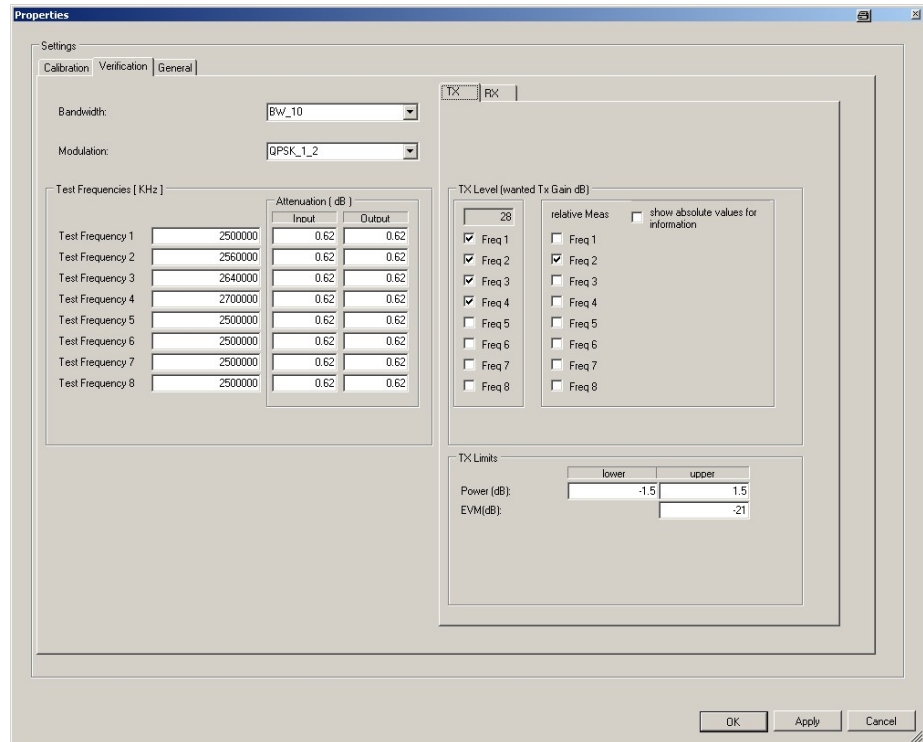 Properties
Settings
Calibration Verification General
Bandwidth: BW_10
Modulation: QPSK_1_2
Test Frequencies [ KHz ]
Attenuation ( dB )
Input Output
Test Frequency 1 2500000 0.62 0.62
Test Frequency 2 2560000 0.62 0.62
Test Frequency 3 2640000 0.62 0.62
Test Frequency 4 2700000 0.62 0.62
Test Frequency 5 2500000 0.62 0.62
Test Frequency 6 2500000 0.62 0.62
Test Frequency 7 2500000 0.62 0.62
Test Frequency 8 2500000 0.62 0.62
TX RX
TX Level (wanted Tx Gain dB)
28 relative Meas show absolute values for
information
Freq 1 Freq 1
Freq 2 Freq 2
Freq 3 Freq 3
Freq 4 Freq 4
Freq 5 Freq 5
Freq 6 Freq 6
Freq 7 Freq 7
Freq 8 Freq 8
TX Limits
lower upper
Power (dB): -1.5 1.5
EVM(dB): -21
OK Apply Cancel